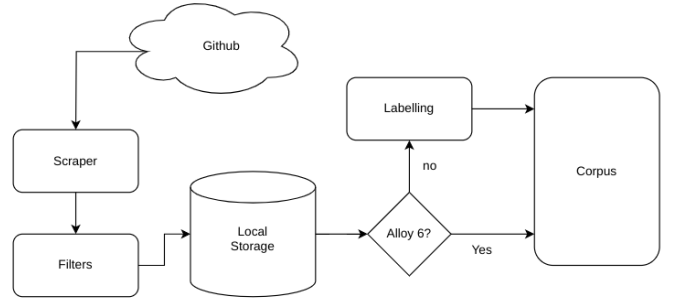 Github
Scraper
Filters
Local
Storage
Labelling
no
Alloy 6?
Yes
Corpus